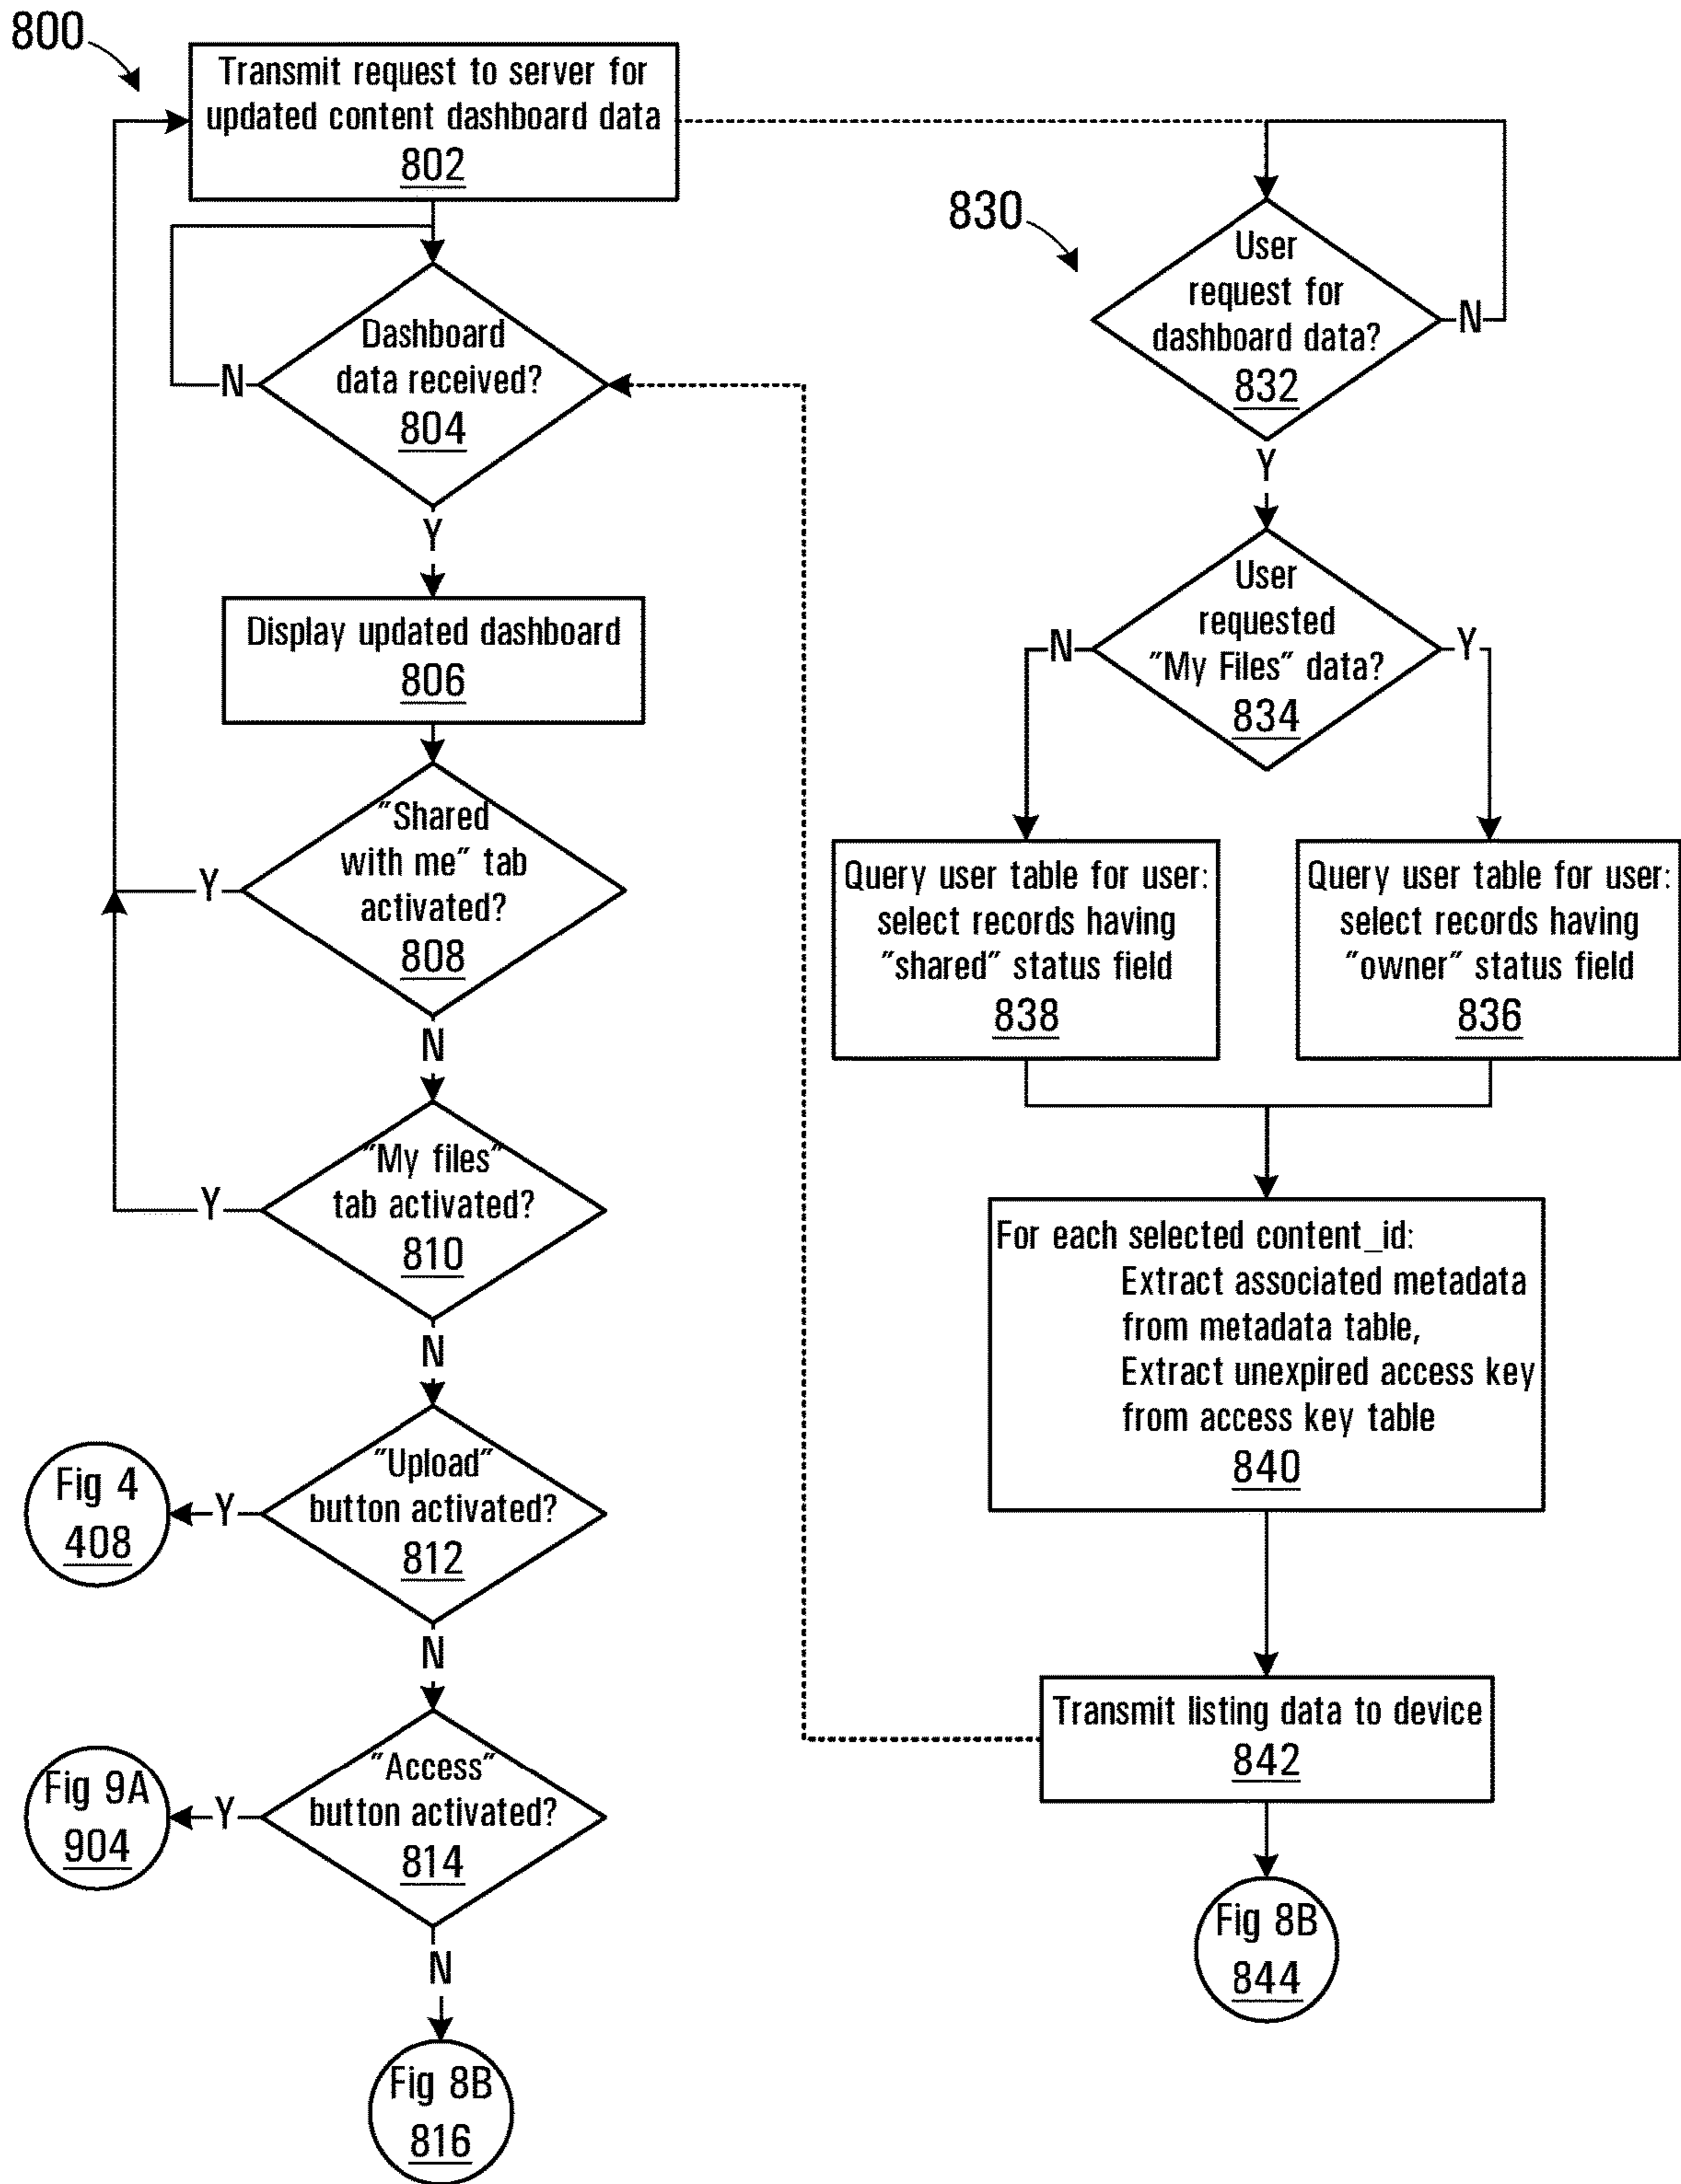 800
Transmit request to server for
updated content dashboard data
802
Dashboard
data received?
804
N
Y
Display updated dashboard
806
"Shared
with me" tab
activated?
808
Y
N
"My files"
tab activated?
810
Y
N
"Upload"
button activated?
812
Y
Fig 4
408
N
"Access"
button activated?
814
Y
Fig 9A
904
N
Fig 8B
816
830
User
request for
dashboard data?
832
N
Y
User
requested
"My Files" data?
834
N
Y
Query user table for user:
select records having
"shared" status field
838
Query user table for user:
select records having
"owner" status field
836
For each selected content_id:
Extract associated metadata
from metadata table,
Extract unexpired access key
from access key table
840
Transmit listing data to device
842
Fig 8B
844